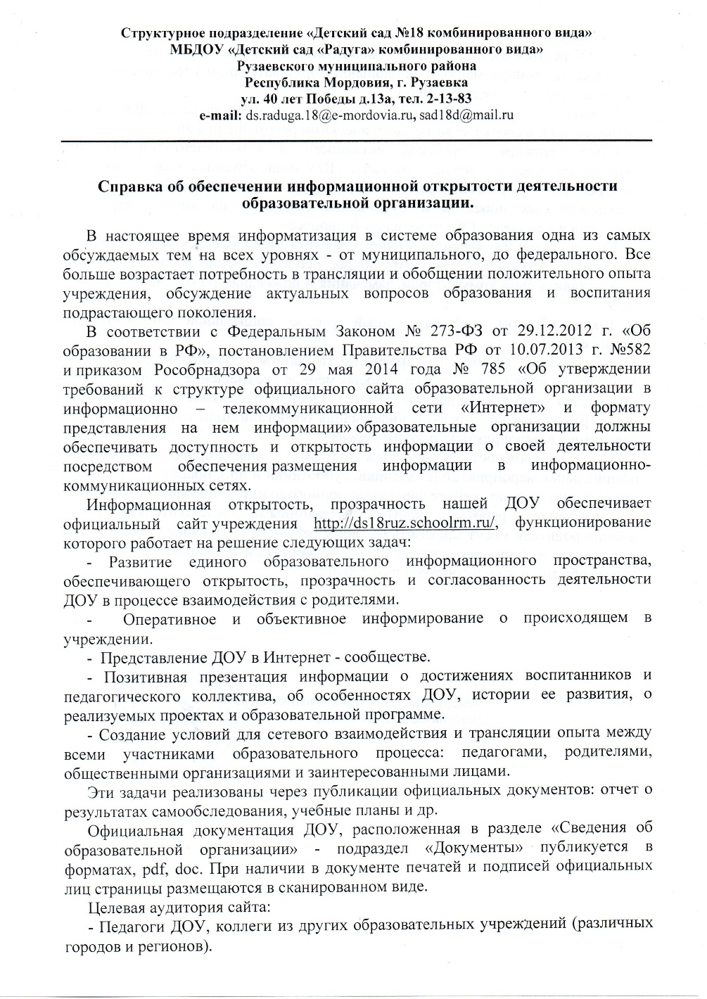 Структурное подразделение «Детский сад №18 комбинированного вида»
МБДОУ «Детский сад «Радуга» комбинированного вида»
Рузаевского муниципального района
Республика Мордовия, г. Рузаевка
ул. 40 лет Победы д.13а, тел. 2-13-83
e-mail: ds.raduga.18@e-mordovia.ru, sad18d@mail.ru
Справка об обеспечении информационной открытости деятельности
образовательной организации.
В настоящее время информатизация в системе образования одна из самых
обсуждаемых тем на всех уровнях - от муниципального, до федерального. Все
больше возрастает потребность в трансляции и обобщении положительного опыта
учреждения, обсуждение актуальных вопросов образования и воспитания
подрастающего поколения.
В соответствии с Федеральным Законом № 273-ФЗ от 29.12.2012 г. «Об
образовании в РФ», постановлением Правительства РФ от 10.07.2013 г. №582
и приказом Рособрнадзора от 29 мая 2014 года № 785 «Об утверждении
требований к структуре официального сайта образовательной организации в
информационно – телекоммуникационной сети «Интернет» и формату
представления на нем информации» образовательные организации должны
обеспечивать доступность и открытость информации о своей деятельности
посредством обеспечения размещения информации в информационно-
коммуникационных сетях.
Информационная открытость, прозрачность нашей ДОУ обеспечивает
официальный сайт учреждения http://ds18ruz.schoolrm.ru/, функционирование
которого работает на решение следующих задач:
- Развитие единого образовательного информационного пространства,
обеспечивающего открытость, прозрачность и согласованность деятельности
ДОУ в процессе взаимодействия с родителями.
- Оперативное и объективное информирование о происходящем в
учреждении.
- Представление ДОУ в Интернет - сообществе.
- Позитивная презентация информации о достижениях воспитанников и
педагогического коллектива, об особенностях ДОУ, истории ее развития, о
реализуемых проектах и образовательной программе.
- Создание условий для сетевого взаимодействия и трансляции опыта между
всеми участниками образовательного процесса: педагогами, родителями,
общественными организациями и заинтересованными лицами.
Эти задачи реализованы через публикации официальных документов: отчет о
результатах самообследования, учебные планы и др.
Официальная документация ДОУ, расположенная в разделе «Сведения об
образовательной организации» - подраздел «Документы» публикуется в
форматах, pdf, doc. При наличии в документе печатей и подписей официальных
лиц страницы размещаются в сканированном виде.
Целевая аудитория сайта:
- Педагоги ДОУ, коллеги из других образовательных учреждений (различных
городов и регионов).